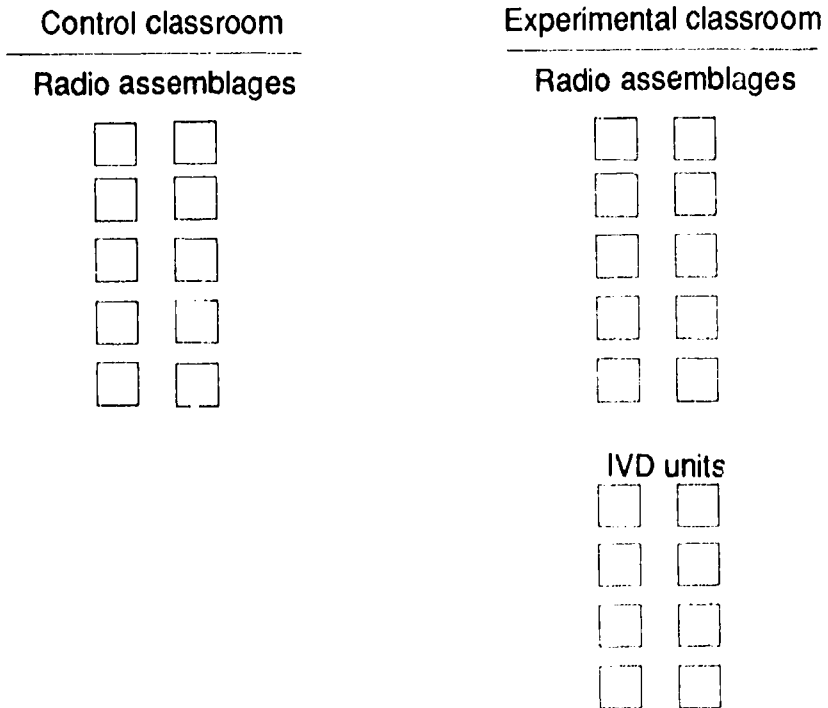 Control classroom
Radio assemblages
Experimental classroom
Radio assemblages
IVD units